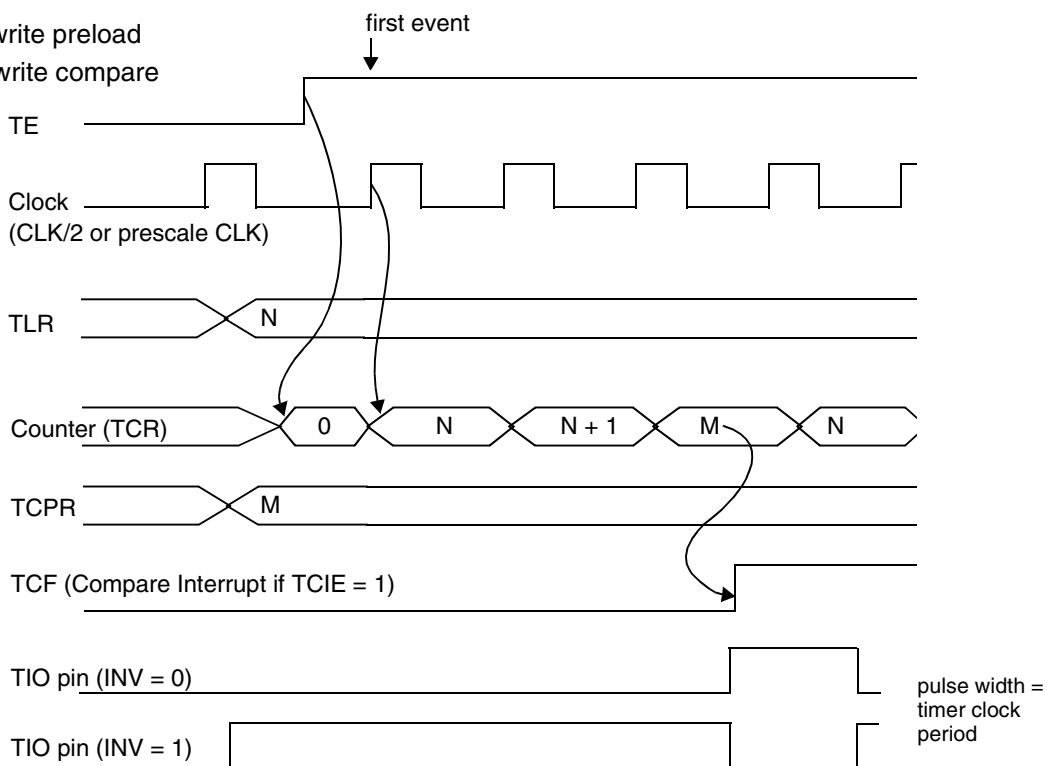 first event
write preload
write compare
TE
Clock
(CLK/2 or prescale CLK)
TLR
N
Counter (TCR)
0
N
N + 1
M
N
TCPR
M
TCF (Compare Interrupt if TCIE = 1)
TIO pin (INV = 0)
pulse width =
timer clock
period
TIO pin (INV = 1)